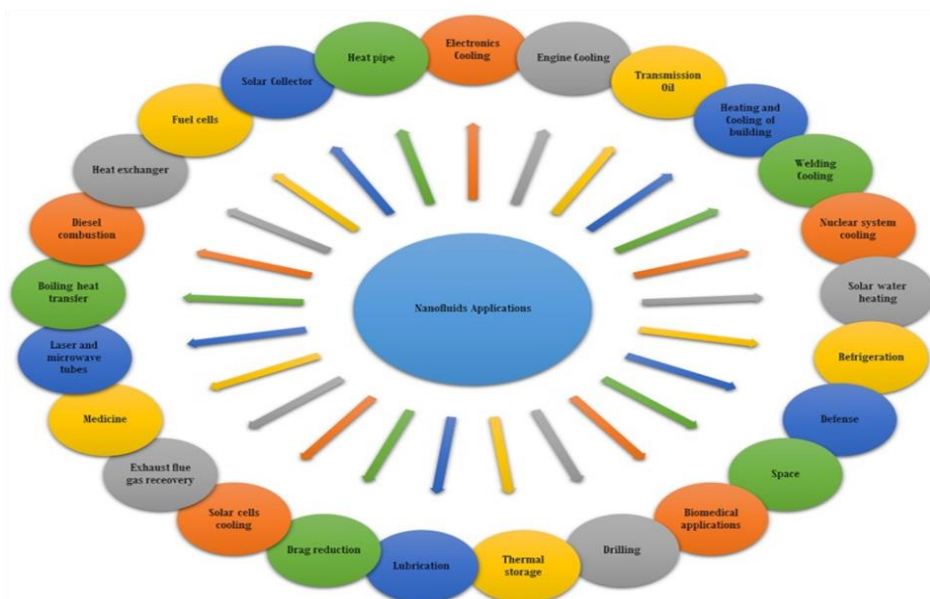 Electronics
Cooling
Engine Cooling
Transmission
Oil
Heating and
Cooling of
building
Welding
Cooling
Nuclear system
cooling
Solar water
heating
Refrigeration
Defense
Space
Biomedical
applications
Drilling
Thermal
storage
Lubrication
Drag reduction
Solar cells
cooling
Exhaust flue
gas receovery
Medicine
Laser and
microwave
tubes
Boiling heat
transfer
Diesel
combustion
Heat exchanger
Fuel cells
Solar Collector
Heat pipe
Nanofluids Applications